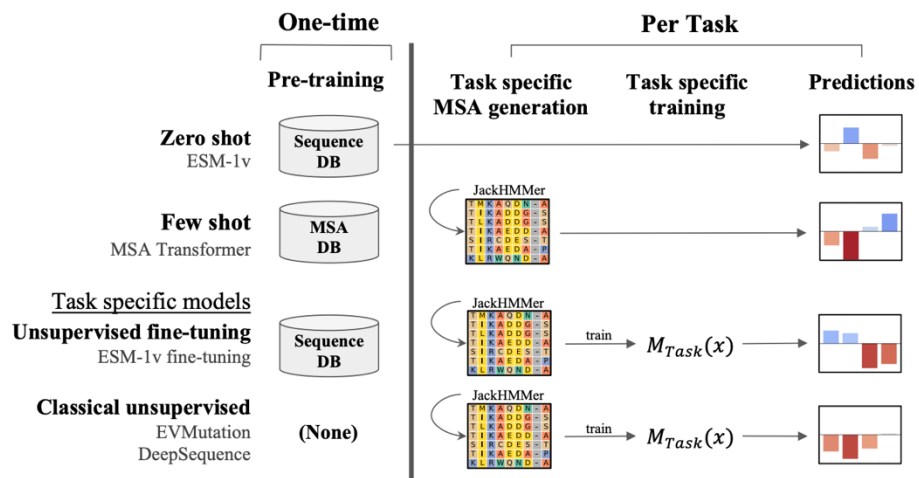 One-time
Per Task
Pre-training
Task specific
MSA generation
Task specific
training
Predictions
Zero shot
ESM-1v
Sequence
DB
Few shot
MSA Transformer
MSA
DB
JackHMMer
T M K A Q D N - A
T I K A D D G - S
T L K A D D G - S
T I K A E D D - A
S I R C D E S - T
T I K A E D A - P
K L R W Q N D - A
Task specific models
Unsupervised fine-tuning
ESM-1v fine-tuning
Sequence
DB
JackHMMer
T M K A Q D N - A
T I K A D D G - S
T L K A D D G - S
T I K A E D D - A
S I R C D E S - T
T I K A E D A - P
K L R W Q N D - A
train
M_Task(x)
Classical unsupervised
EVMutation
DeepSequence
(None)
JackHMMer
T M K A Q D N - A
T I K A D D G - S
T L K A D D G - S
T I K A E D D - A
S I R C D E S - T
T I K A E D A - P
K L R W Q N D - A
train
M_Task(x)